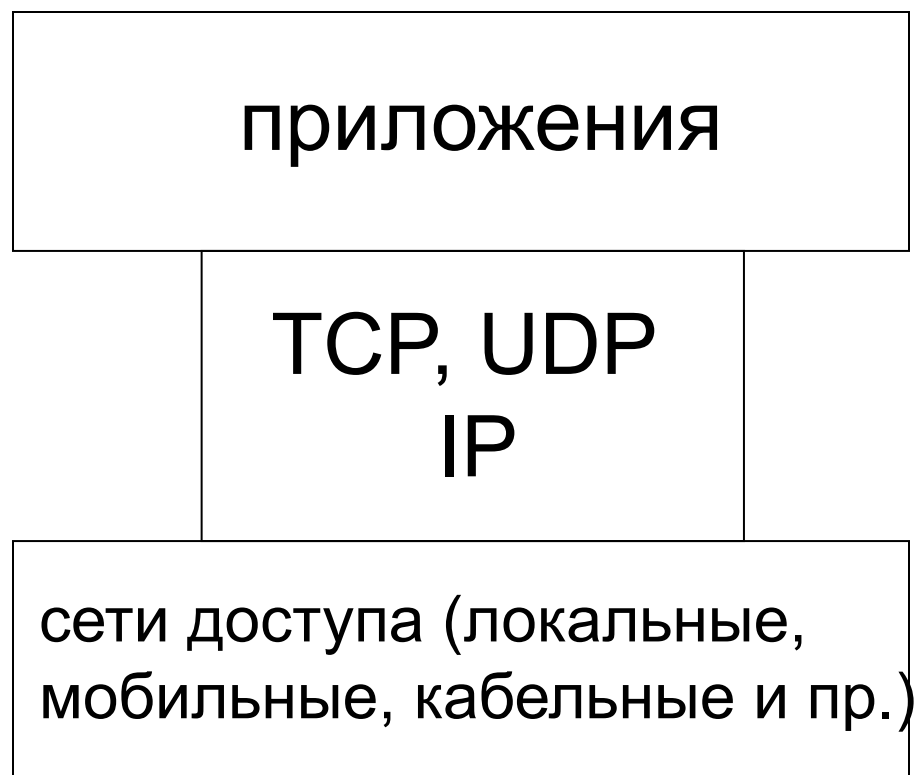 приложения
TCP, UDP
IP
сети доступа (локальные,
мобильные, кабельные и пр.)